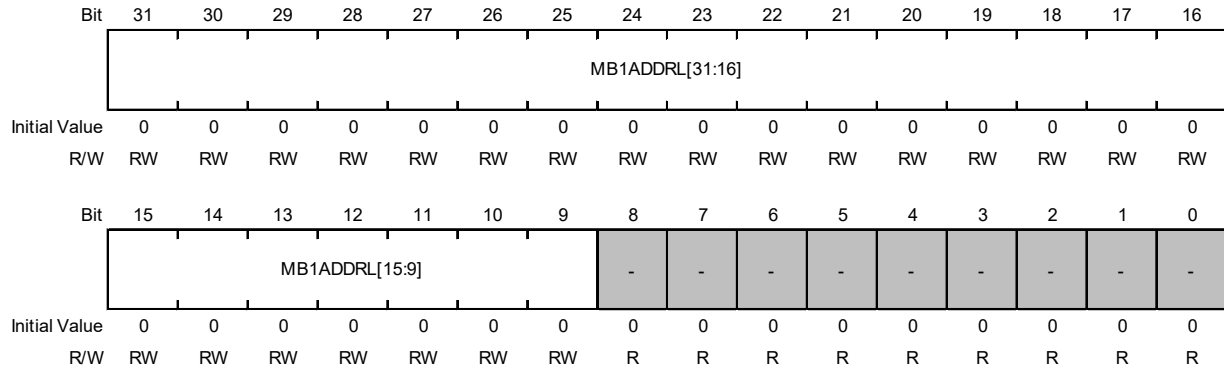 Bit 31 30 29 28 27 26 25 24 23 22 21 20 19 18 17 16
MB1ADDRL[31:16]
Initial Value 0 0 0 0 0 0 0 0 0 0 0 0 0 0 0 0
R/W RW RW RW RW RW RW RW RW RW RW RW RW RW RW RW RW
Bit 15 14 13 12 11 10 9 8 7 6 5 4 3 2 1 0
MB1ADDRL[15:9] - - - - - - - - -
Initial Value 0 0 0 0 0 0 0 0 0 0 0 0 0 0 0 0
R/W RW RW RW RW RW RW RW R R R R R R R R R